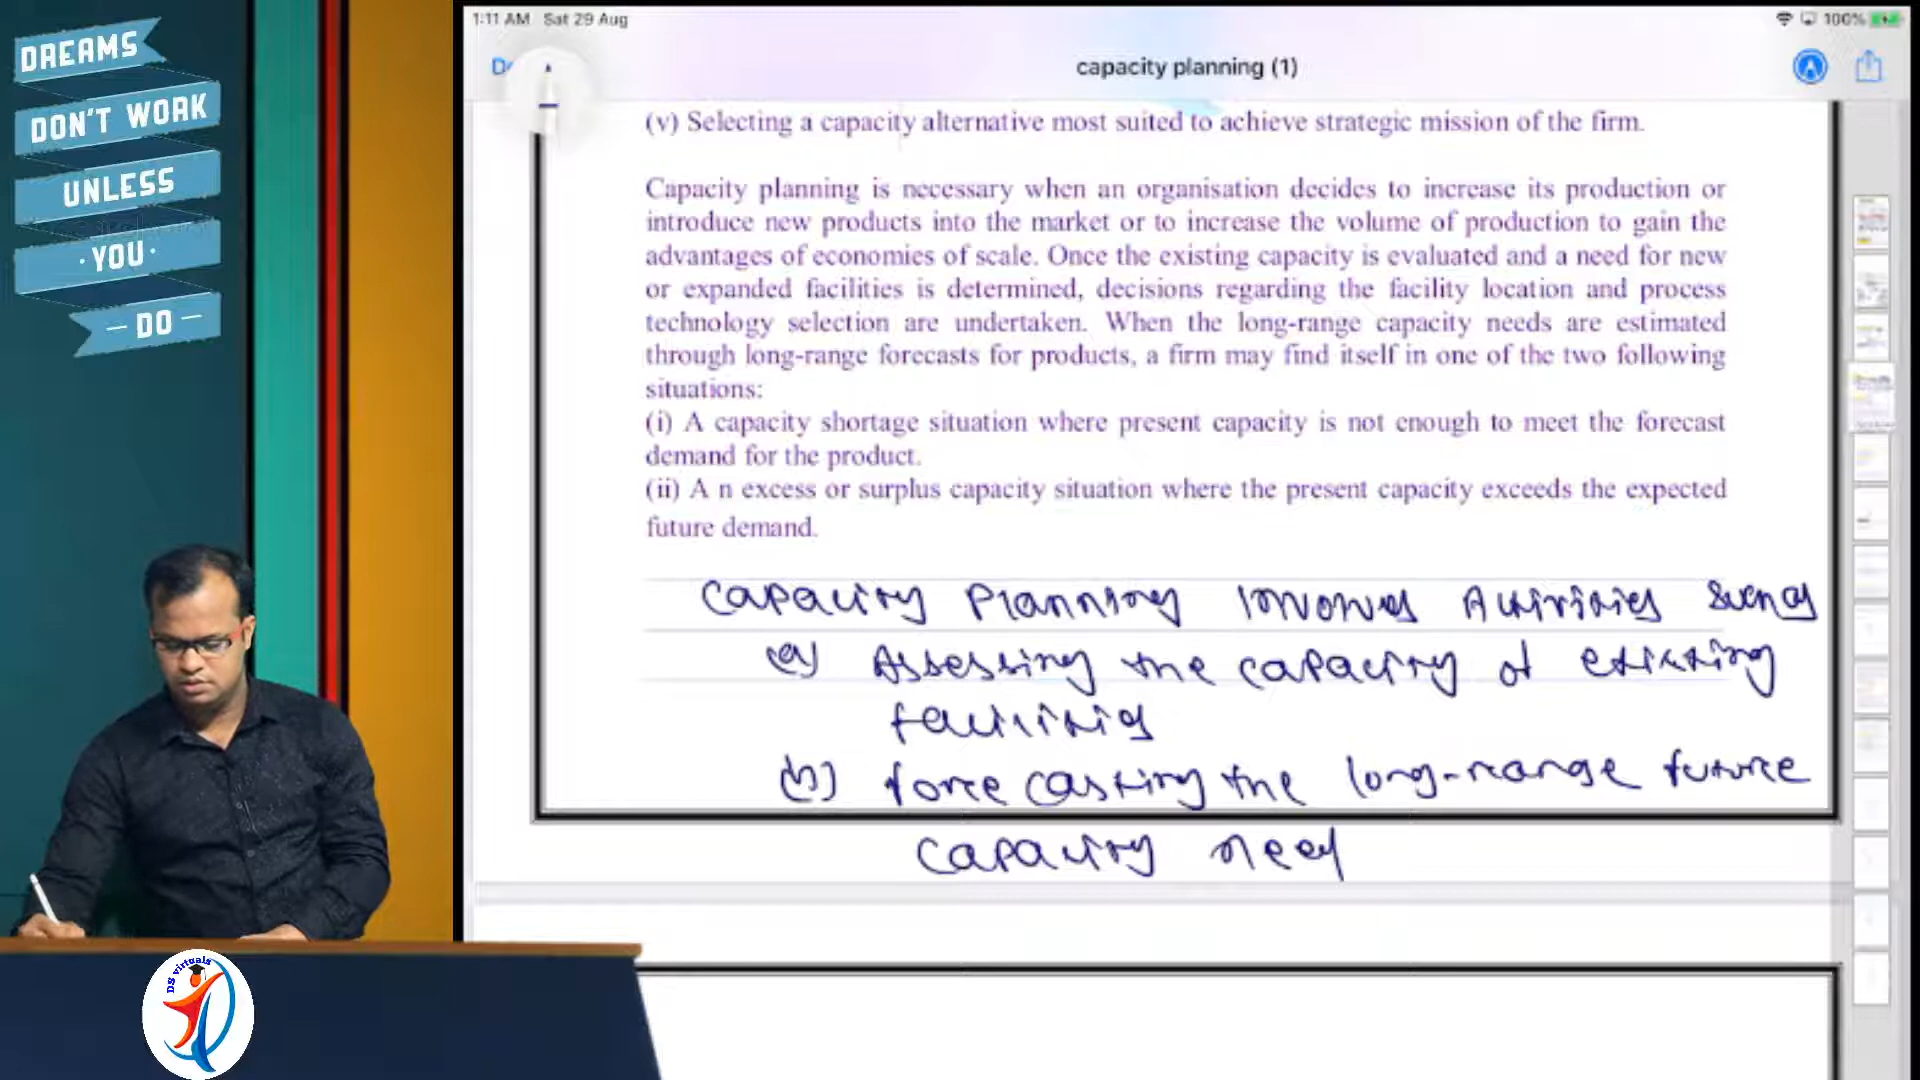 DREAMS
DON'T WORK
UNLESS
· YOU ·
— DO —
1:11 AM Sat 29 Aug
100%
capacity planning (1)
(v) Selecting a capacity alternative most suited to achieve strategic mission of the firm.
Capacity planning is necessary when an organisation decides to increase its production or
introduce new products into the market or to increase the volume of production to gain the
advantages of economies of scale. Once the existing capacity is evaluated and a need for new
or expanded facilities is determined, decisions regarding the facility location and process
technology selection are undertaken. When the long-range capacity needs are estimated
through long-range forecasts for products, a firm may find itself in one of the two following
situations:
(i) A capacity shortage situation where present capacity is not enough to meet the forecast
demand for the product.
(ii) A n excess or surplus capacity situation where the present capacity exceeds the expected
future demand.
Capacity Planning Involves Activities Such as
(a) Assessing the capacity of existing
facilities
(b) forecasting the long-range future
capacity need
DS virtuals